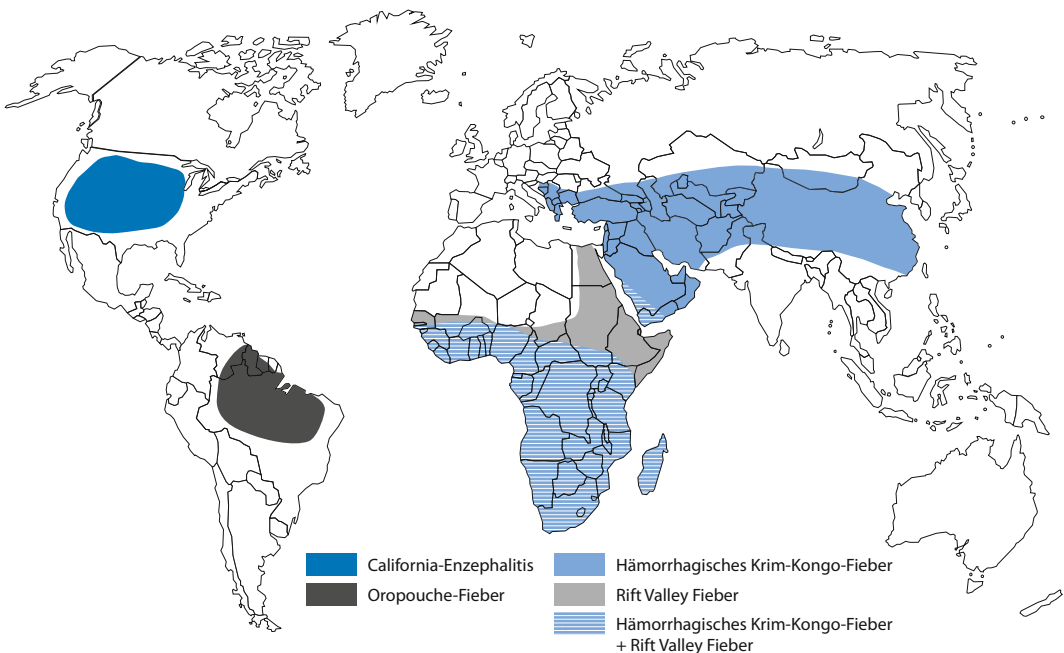 California-Enzephalitis
Oropouche-Fieber
Hämorrhagisches Krim-Kongo-Fieber
Rift Valley Fieber
Hämorrhagisches Krim-Kongo-Fieber
+ Rift Valley Fieber